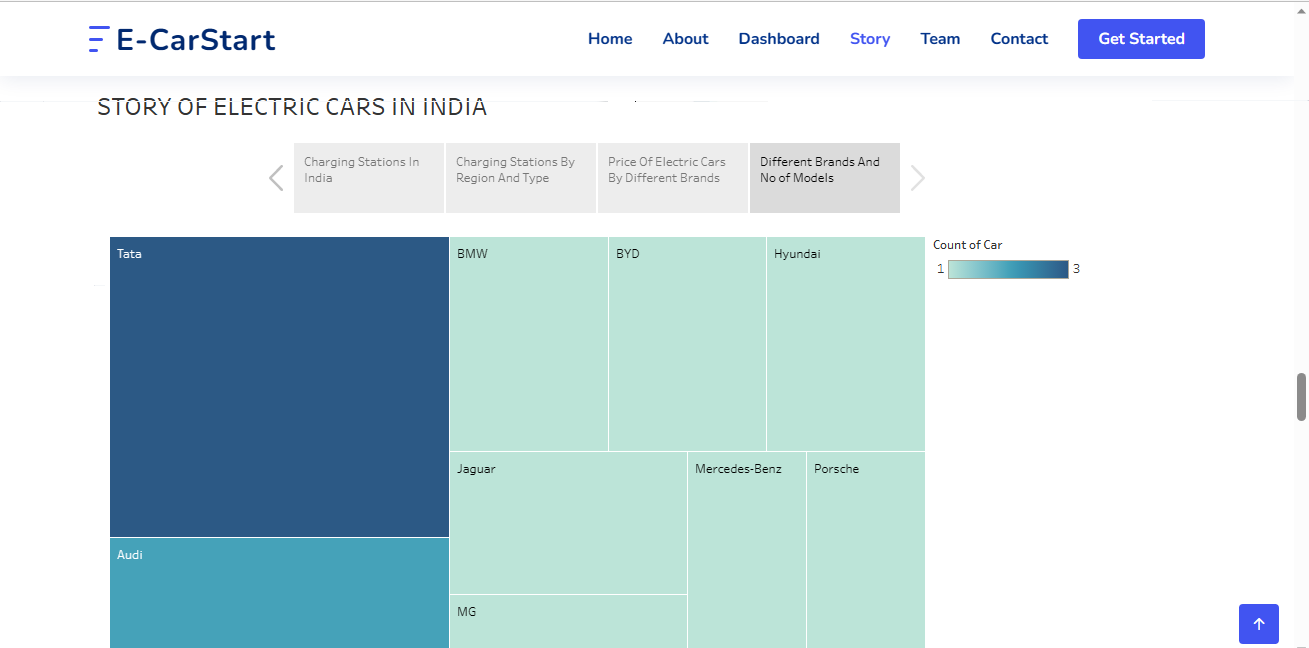 E-CarStart
Home
About
Dashboard
Story
Team
Contact
Get Started
STORY OF ELECTRIC CARS IN INDIA
Charging Stations In
India
Charging Stations By
Region And Type
Price Of Electric Cars
By Different Brands
Different Brands And
No of Models
Tata
BMW
BYD
Hyundai
Count of Car
1
3
Jaguar
Mercedes-Benz
Porsche
Audi
MG